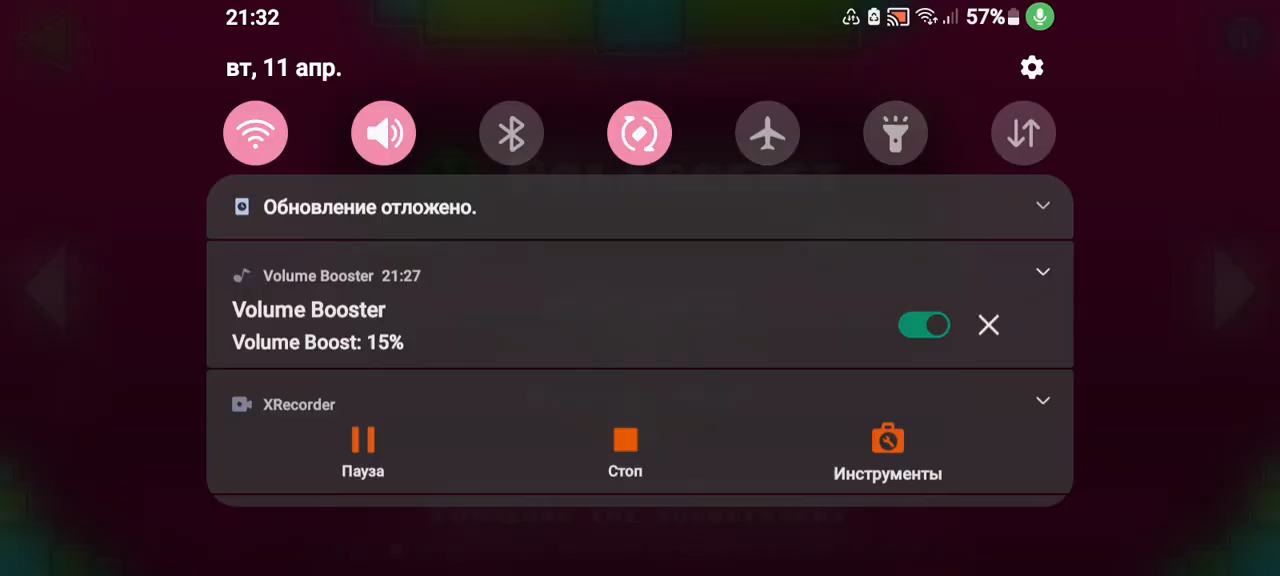 21:32
57%
вт, 11 апр.
Обновление отложено.
Volume Booster 21:27
Volume Booster
Volume Boost: 15%
XRecorder
Пауза
Стоп
Инструменты